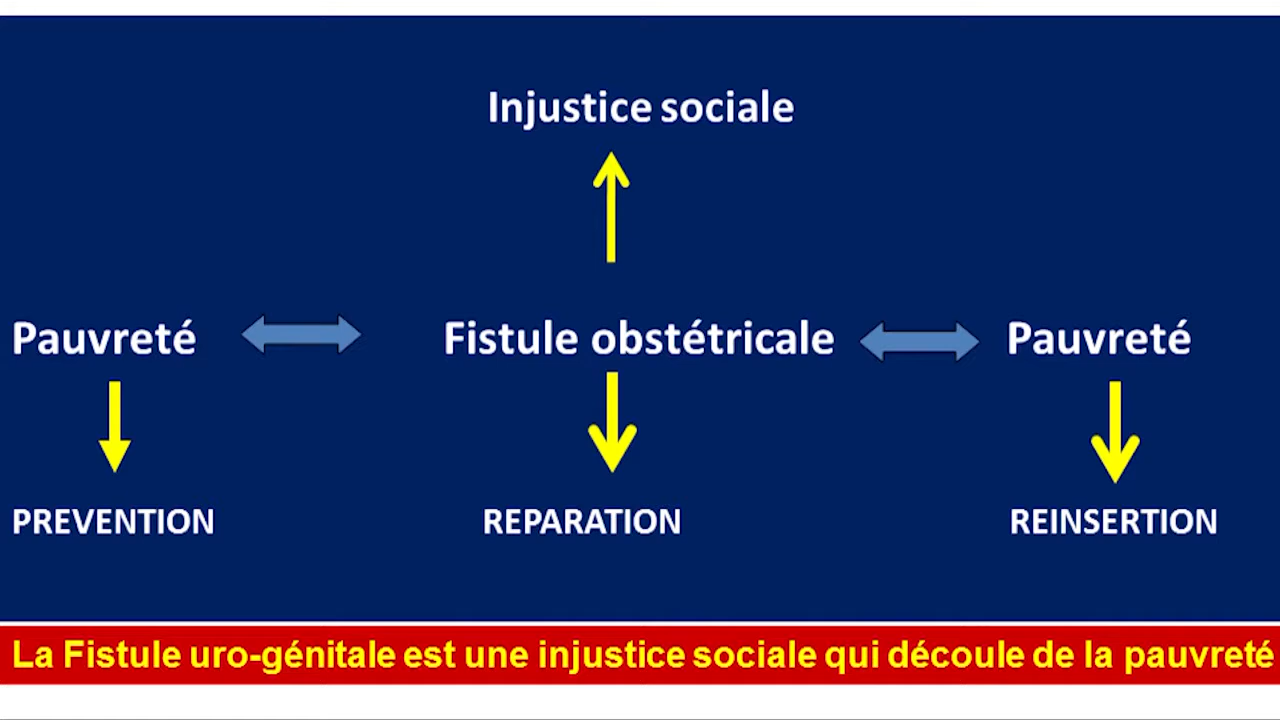 Injustice sociale
Pauvreté Fistule obstétricale Pauvreté
PREVENTION REPARATION REINSERTION
La Fistule uro-génitale est une injustice sociale qui découle de la pauvreté